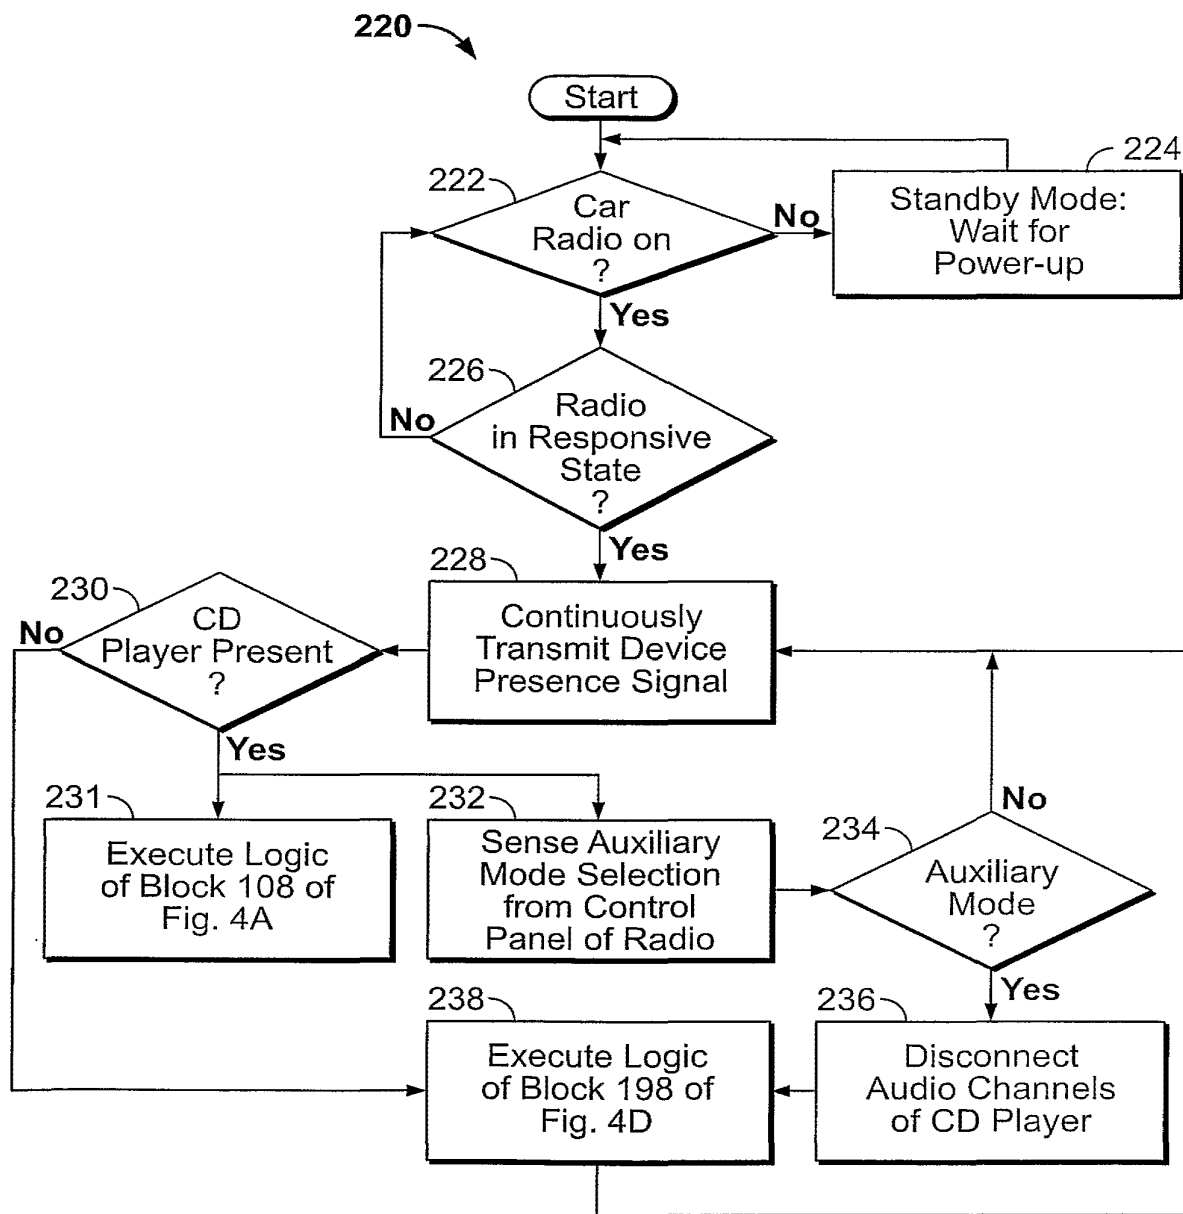 220
Start
222
Car
Radio on
?
No
224
Standby Mode:
Wait for
Power-up
Yes
226
Radio
in Responsive
State
?
No
Yes
228
Continuously
Transmit Device
Presence Signal
230
CD
Player Present
?
No
Yes
231
Execute Logic
of Block 108 of
Fig. 4A
232
Sense Auxiliary
Mode Selection
from Control
Panel of Radio
234
Auxiliary
Mode
?
No
Yes
236
Disconnect
Audio Channels
of CD Player
238
Execute Logic
of Block 198 of
Fig. 4D